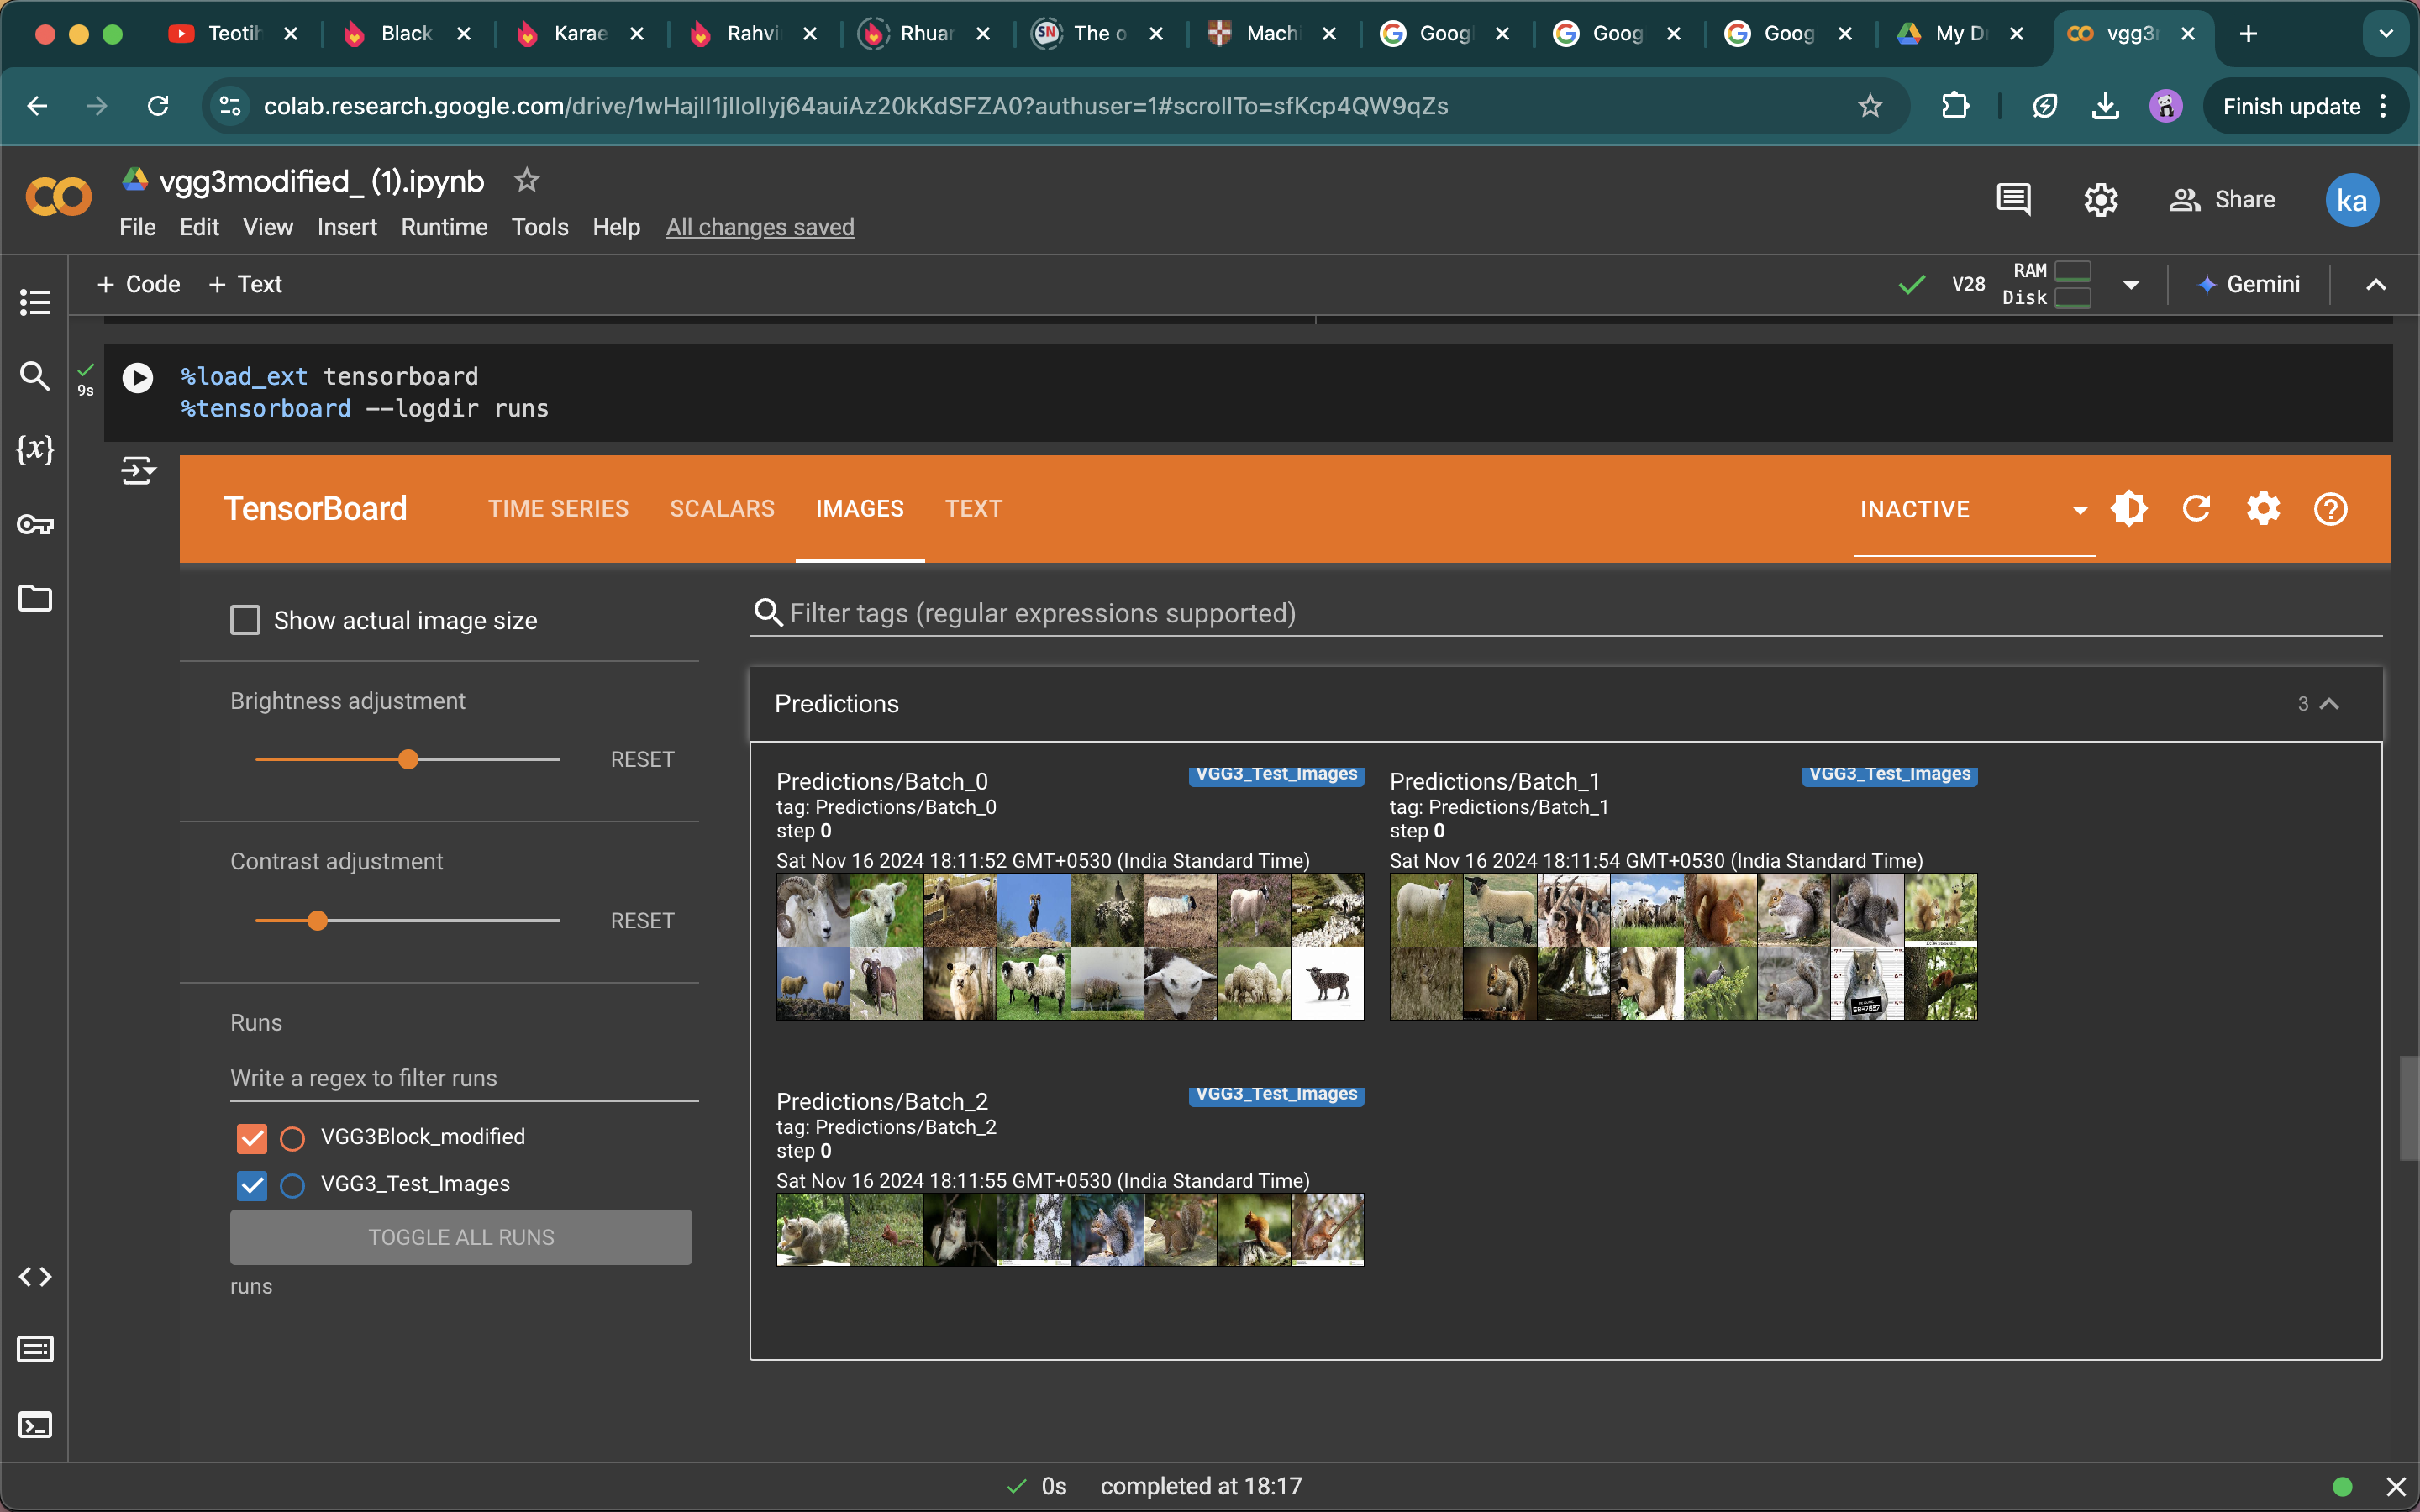 Teotih
Black
Karae
Rahvi
Rhuar
The o
Machi
Googl
Goog
Goog
My Dr
vgg3r
colab.research.google.com/drive/1wHajII1jIIoIIyj64auiAz20kKdSFZA0?authuser=1#scrollTo=sfKcp4QW9qZs
Finish update
vgg3modified_ (1).ipynb
File Edit View Insert Runtime Tools Help All changes saved
Share
ka
+ Code + Text
V28
RAM
Disk
Gemini
9s
%load_ext tensorboard
%tensorboard --logdir runs
TensorBoard
TIME SERIES SCALARS IMAGES TEXT
INACTIVE
Show actual image size
Filter tags (regular expressions supported)
Brightness adjustment
RESET
Contrast adjustment
RESET
Runs
Write a regex to filter runs
VGG3Block_modified
VGG3_Test_Images
TOGGLE ALL RUNS
runs
Predictions
3
Predictions/Batch_0
VGG3_Test_Images
tag: Predictions/Batch_0
step 0
Sat Nov 16 2024 18:11:52 GMT+0530 (India Standard Time)
Predictions/Batch_1
VGG3_Test_Images
tag: Predictions/Batch_1
step 0
Sat Nov 16 2024 18:11:54 GMT+0530 (India Standard Time)
Predictions/Batch_2
VGG3_Test_Images
tag: Predictions/Batch_2
step 0
Sat Nov 16 2024 18:11:55 GMT+0530 (India Standard Time)
0s completed at 18:17